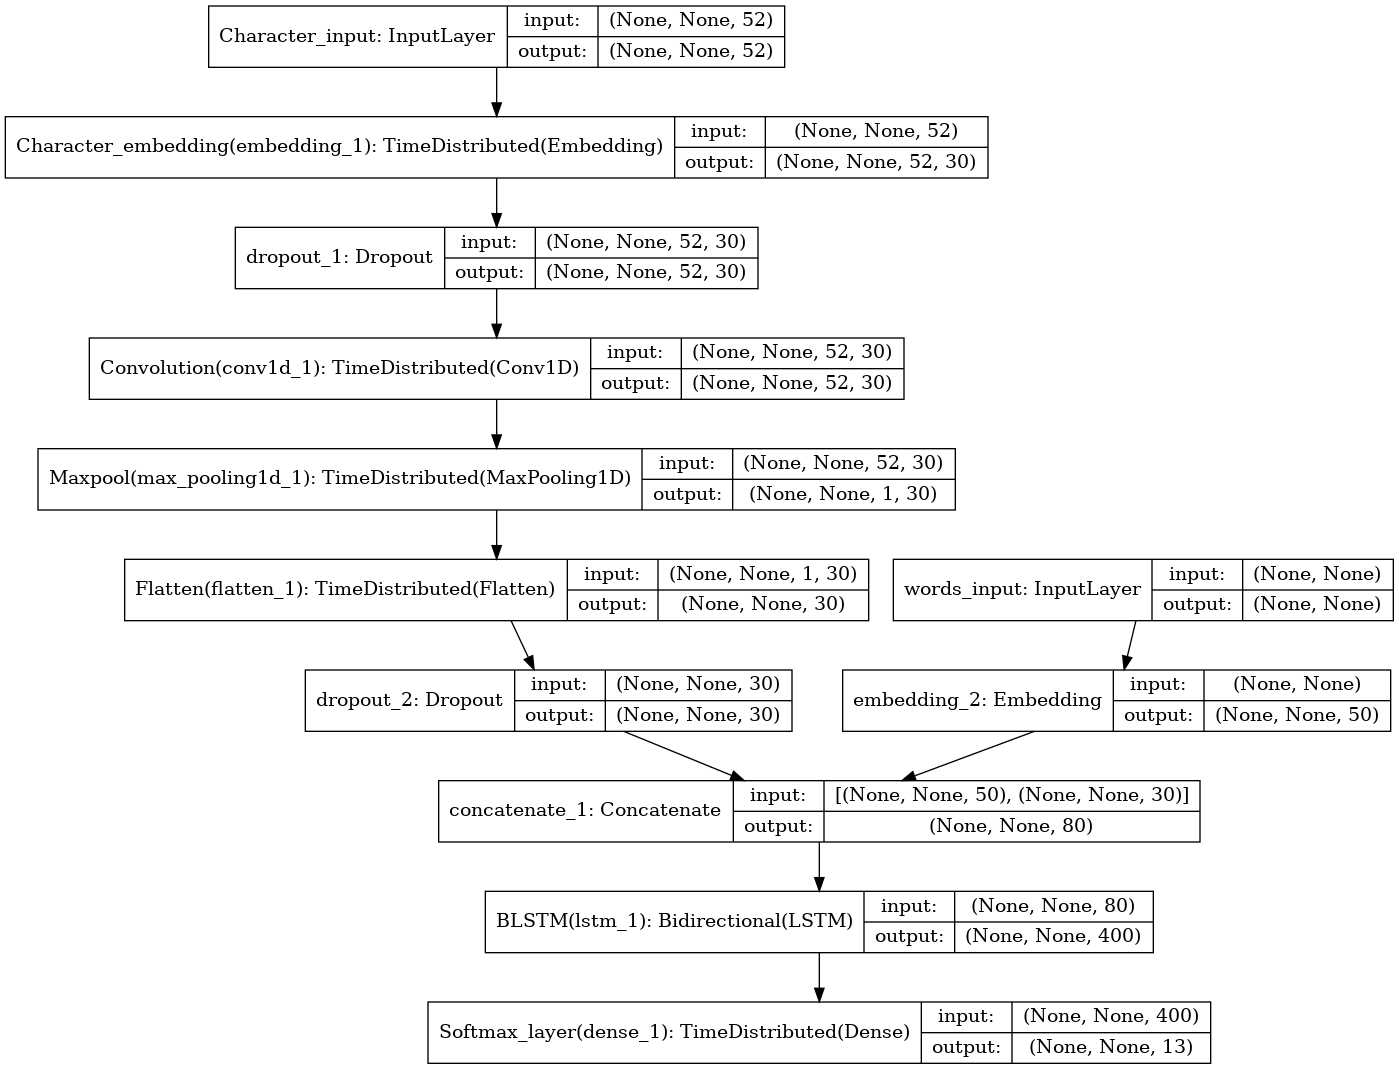 Character_input: InputLayer
input: (None, None, 52)
output: (None, None, 52)
Character_embedding(embedding_1): TimeDistributed(Embedding)
input: (None, None, 52)
output: (None, None, 52, 30)
dropout_1: Dropout
input: (None, None, 52, 30)
output: (None, None, 52, 30)
Convolution(conv1d_1): TimeDistributed(Conv1D)
input: (None, None, 52, 30)
output: (None, None, 52, 30)
Maxpool(max_pooling1d_1): TimeDistributed(MaxPooling1D)
input: (None, None, 52, 30)
output: (None, None, 1, 30)
Flatten(flatten_1): TimeDistributed(Flatten)
input: (None, None, 1, 30)
output: (None, None, 30)
words_input: InputLayer
input: (None, None)
output: (None, None)
dropout_2: Dropout
input: (None, None, 30)
output: (None, None, 30)
embedding_2: Embedding
input: (None, None)
output: (None, None, 50)
concatenate_1: Concatenate
input: [(None, None, 50), (None, None, 30)]
output: (None, None, 80)
BLSTM(lstm_1): Bidirectional(LSTM)
input: (None, None, 80)
output: (None, None, 400)
Softmax_layer(dense_1): TimeDistributed(Dense)
input: (None, None, 400)
output: (None, None, 13)